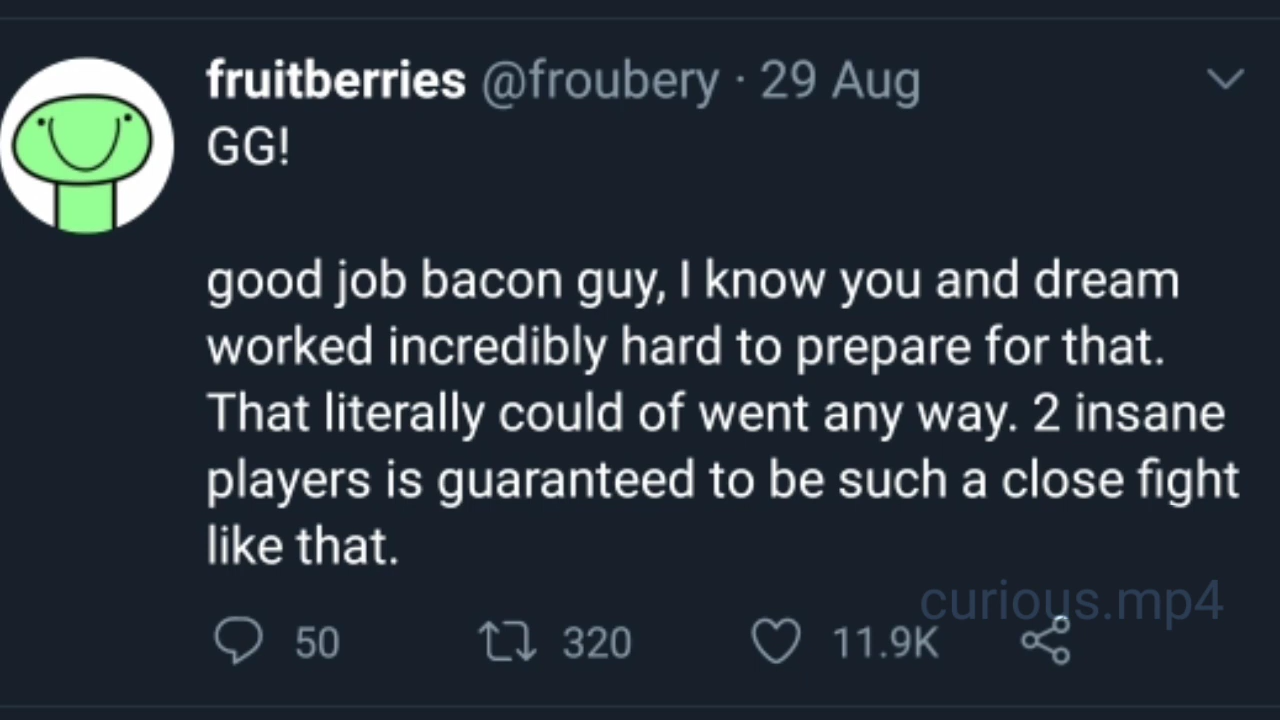 fruitberries @froubery · 29 Aug
GG!
good job bacon guy, I know you and dream
worked incredibly hard to prepare for that.
That literally could of went any way. 2 insane
players is guaranteed to be such a close fight
like that.
curious.mp4
50 320 11.9K